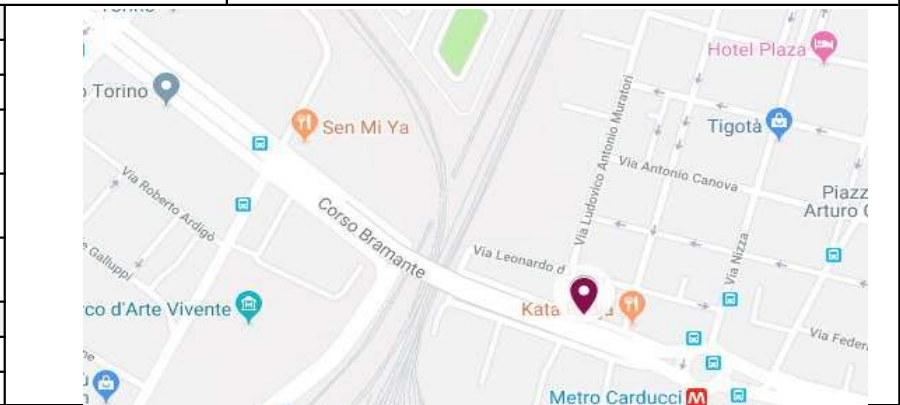 Torino
Hotel Plaza
Torino
Sen Mi Ya
Tigotà
Via Ludovico Antonio Muratori
Via Antonio Canova
Via Roberto Ardigò
Piazz
Arturo
Corso Bramante
Via Nizza
Galluppi
Via Leonardo d
co d'Arte Vivente
Kata
Via Feder
Metro Carducci M